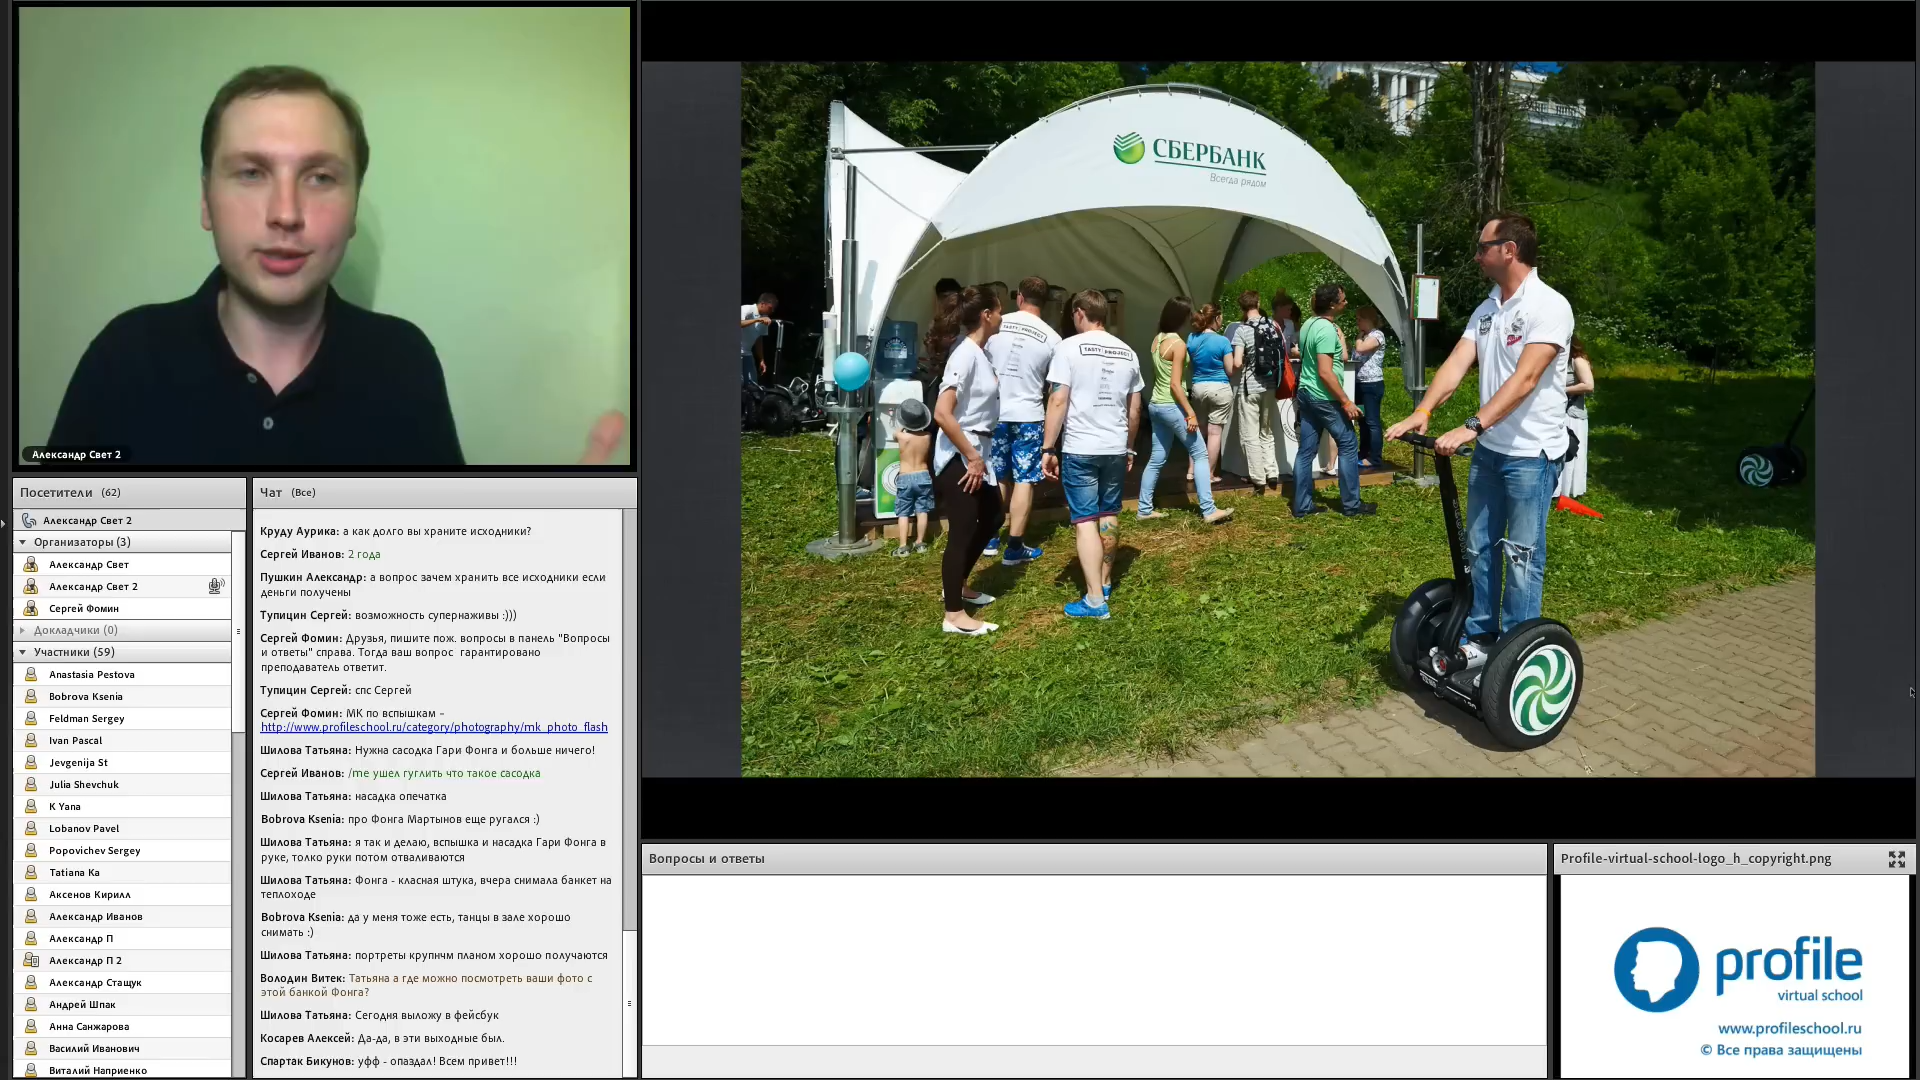 Александр Свет 2
Посетители (62)
Александр Свет 2
Организаторы (3)
Александр Свет
Александр Свет 2
Сергей Фомин
Докладчики (0)
Участники (59)
Anastasia Pestova
Bobrova Ksenia
Feldman Sergey
Ivan Pascal
Jevgenija St
Julia Shevchuk
K Yana
Lobanov Pavel
Popovichev Sergey
Tatiana Ka
Аксенов Кирилл
Александр Иванов
Александр П
Александр П 2
Александр Стащук
Андрей Шпак
Анна Санжарова
Василий Иванович
Виталий Наприенко
Чат (Все)
Круду Аурика: а как долго вы храните исходники?
Сергей Иванов: 2 года
Пушкин Александр: а вопрос зачем хранить все исходники если
деньги получены
Тупицин Сергей: возможность супернаживы :)))
Сергей Фомин: Друзья, пишите пож. вопросы в панель "Вопросы
и ответы" справа. Тогда ваш вопрос гарантировано
преподаватель ответит.
Тупицин Сергей: спс Сергей
Сергей Фомин: МК по вспышкам -
http://www.profileschool.ru/category/photography/mk_photo_flash
Шилова Татьяна: Нужна сасодка Гари Фонга и больше ничего!
Сергей Иванов: /me ушел гуглить что такое сасодка
Шилова Татьяна: насадка опечатка
Bobrova Ksenia: про Фонга Мартынов еще ругался :)
Шилова Татьяна: я так и делаю, вспышка и насадка Гари Фонга в
руке, толко руки потом отваливаются
Шилова Татьяна: Фонга - класная штука, вчера снимала банкет на
теплоходе
Bobrova Ksenia: да у меня тоже есть, танцы в зале хорошо
снимать :)
Шилова Татьяна: портреты крупнчм планом хорошо получаются
Володин Витек: Татьяна а где можно посмотреть ваши фото с
этой банкой Фонга?
Шилова Татьяна: Сегодня выложу в фейсбук
Косарев Алексей: Да-да, в эти выходные был.
Спартак Бикунов: уфф - опаздал! Всем привет!!!
СБЕРБАНК
Всегда рядом
TASTY PROJECT
TASTY PROJECT
Вопросы и ответы
Profile-virtual-school-logo_h_copyright.png
profile
virtual school
www.profileschool.ru
© Все права защищены